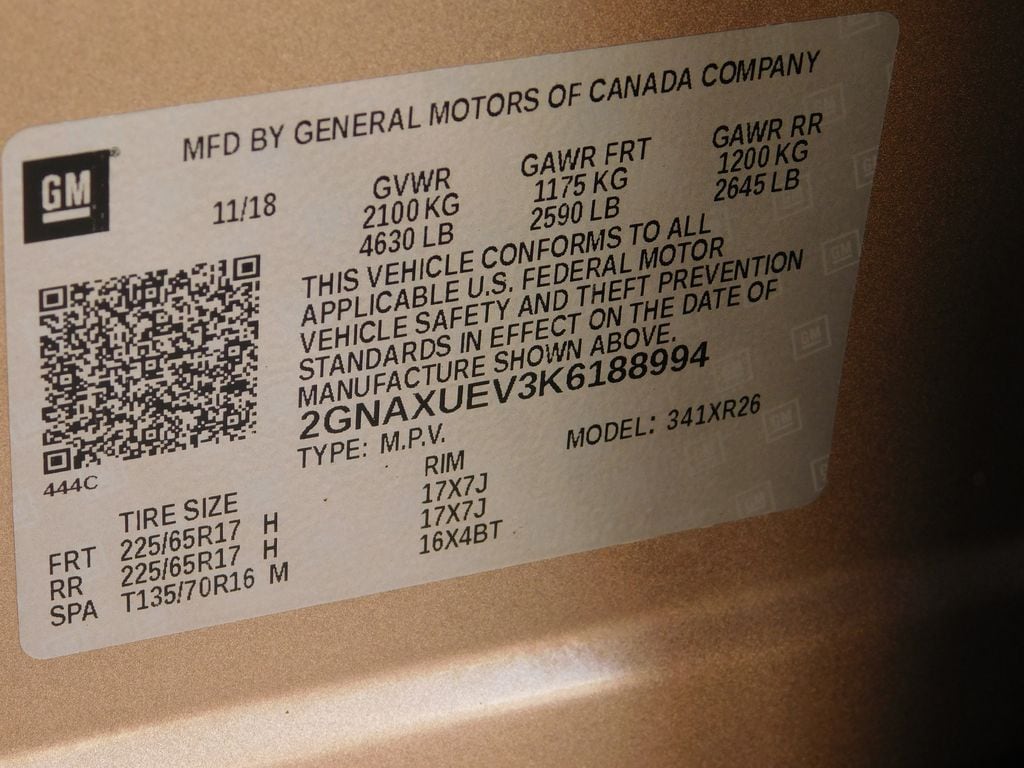 MFD BY GENERAL MOTORS OF CANADA COMPANY
GM
11/18
GVWR
2100 KG
4630 LB
GAWR FRT
1175 KG
2590 LB
GAWR RR
1200 KG
2645 LB
THIS VEHICLE CONFORMS TO ALL
APPLICABLE U.S. FEDERAL MOTOR
VEHICLE SAFETY AND THEFT PREVENTION
STANDARDS IN EFFECT ON THE DATE OF
MANUFACTURE SHOWN ABOVE.
2GNAXUEV3K6188994
TYPE: M.P.V. MODEL: 341XR26
444C
TIRE SIZE RIM
FRT 225/65R17 H 17X7J
RR 225/65R17 H 17X7J
SPA T135/70R16 M 16X4BT